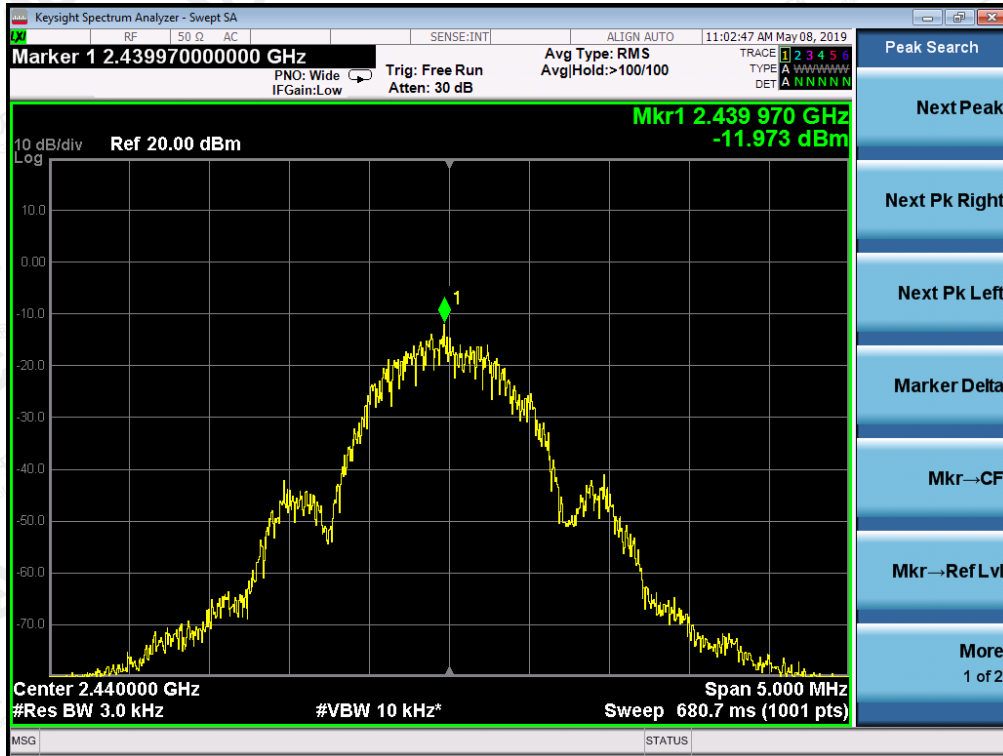 Keysight Spectrum Analyzer - Swept SA
LXI RF 50 Ω AC SENSE:INT ALIGN AUTO 11:02:47 AM May 08, 2019
Marker 1 2.439970000000 GHz
PNO: Wide Trig: Free Run Avg Type: RMS TRACE 1 2 3 4 5 6
IFGain:Low Atten: 30 dB Avg|Hold:>100/100 TYPE A WWWWW
DET A N N N N N
Mkr1 2.439 970 GHz
-11.973 dBm
10 dB/div Ref 20.00 dBm
Log
10.0
0.00
1
-10.0
-20.0
-30.0
-40.0
-50.0
-60.0
-70.0
Center 2.440000 GHz Span 5.000 MHz
#Res BW 3.0 kHz #VBW 10 kHz* Sweep 680.7 ms (1001 pts)
MSG STATUS
Peak Search
Next Peak
Next Pk Right
Next Pk Left
Marker Delta
Mkr→CF
Mkr→Ref Lvl
More
1 of 2